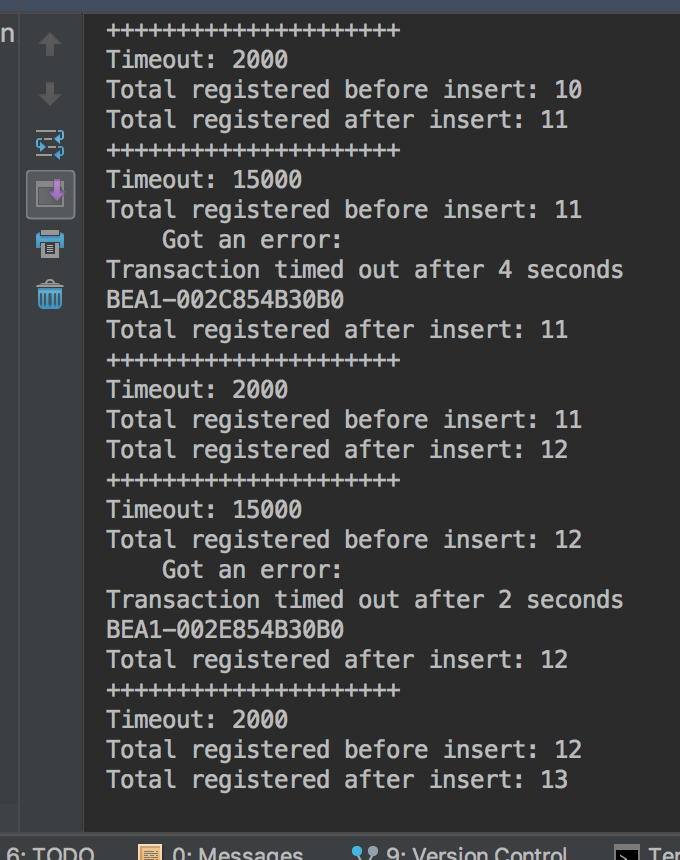 n
+++++++++++++++++++++
Timeout: 2000
Total registered before insert: 10
Total registered after insert: 11
+++++++++++++++++++++
Timeout: 15000
Total registered before insert: 11
    Got an error:
Transaction timed out after 4 seconds
BEA1-002C854B30B0
Total registered after insert: 11
+++++++++++++++++++++
Timeout: 2000
Total registered before insert: 11
Total registered after insert: 12
+++++++++++++++++++++
Timeout: 15000
Total registered before insert: 12
    Got an error:
Transaction timed out after 2 seconds
BEA1-002E854B30B0
Total registered after insert: 12
+++++++++++++++++++++
Timeout: 2000
Total registered before insert: 12
Total registered after insert: 13
6: TODO 0: Messages 9: Version Control Ter